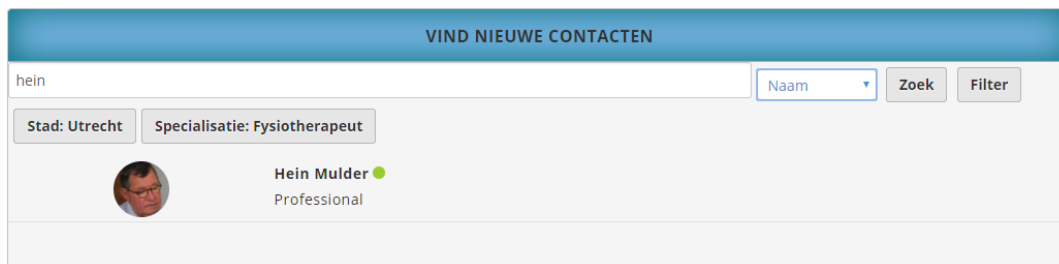 VIND NIEUWE CONTACTEN
hein Naam Zoek Filter
Stad: Utrecht Specialisatie: Fysiotherapeut
Hein Mulder
Professional